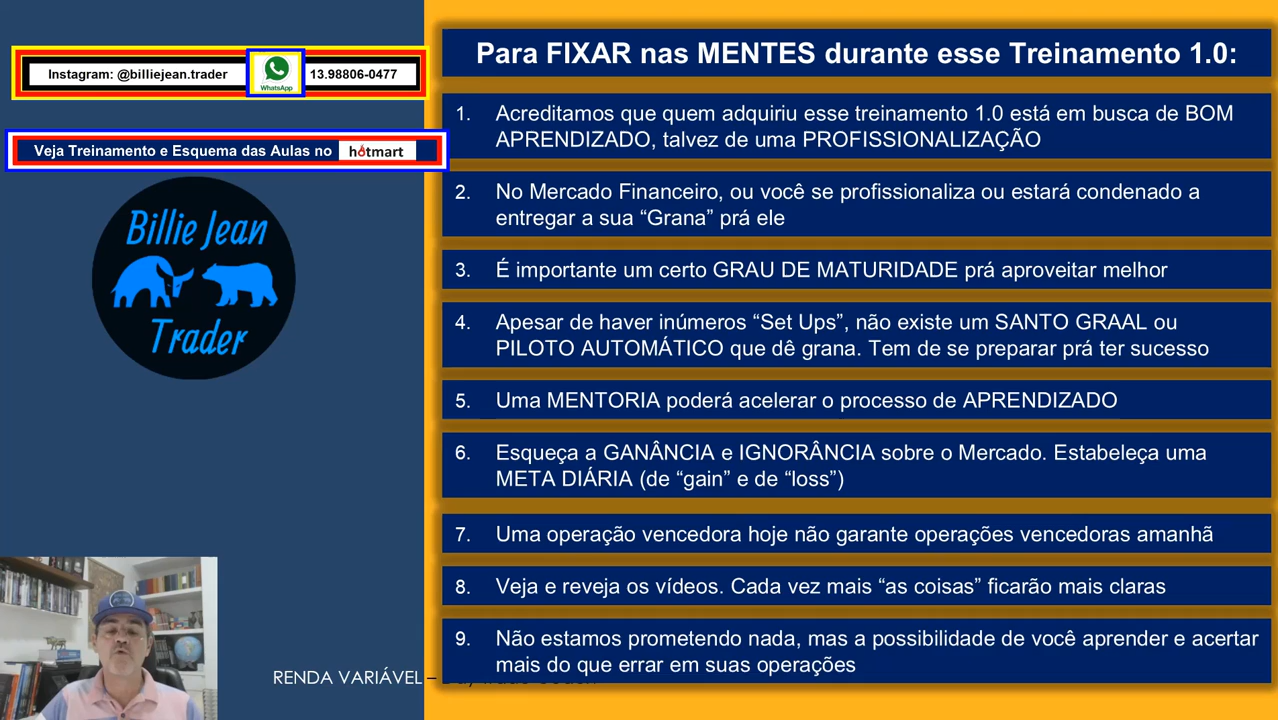 Para FIXAR nas MENTES durante esse Treinamento 1.0:
Instagram: @billiejean.trader
WhatsApp
13.98806-0477
Veja Treinamento e Esquema das Aulas no hotmart
Billie Jean
Trader
1. Acreditamos que quem adquiriu esse treinamento 1.0 está em busca de BOM
APRENDIZADO, talvez de uma PROFISSIONALIZAÇÃO
2. No Mercado Financeiro, ou você se profissionaliza ou estará condenado a
entregar a sua “Grana” prá ele
3. É importante um certo GRAU DE MATURIDADE prá aproveitar melhor
4. Apesar de haver inúmeros “Set Ups”, não existe um SANTO GRAAL ou
PILOTO AUTOMÁTICO que dê grana. Tem de se preparar prá ter sucesso
5. Uma MENTORIA poderá acelerar o processo de APRENDIZADO
6. Esqueça a GANÂNCIA e IGNORÂNCIA sobre o Mercado. Estabeleça uma
META DIÁRIA (de “gain” e de “loss”)
7. Uma operação vencedora hoje não garante operações vencedoras amanhã
8. Veja e reveja os vídeos. Cada vez mais “as coisas” ficarão mais claras
9. Não estamos prometendo nada, mas a possibilidade de você aprender e acertar
mais do que errar em suas operações
RENDA VARIÁVEL –